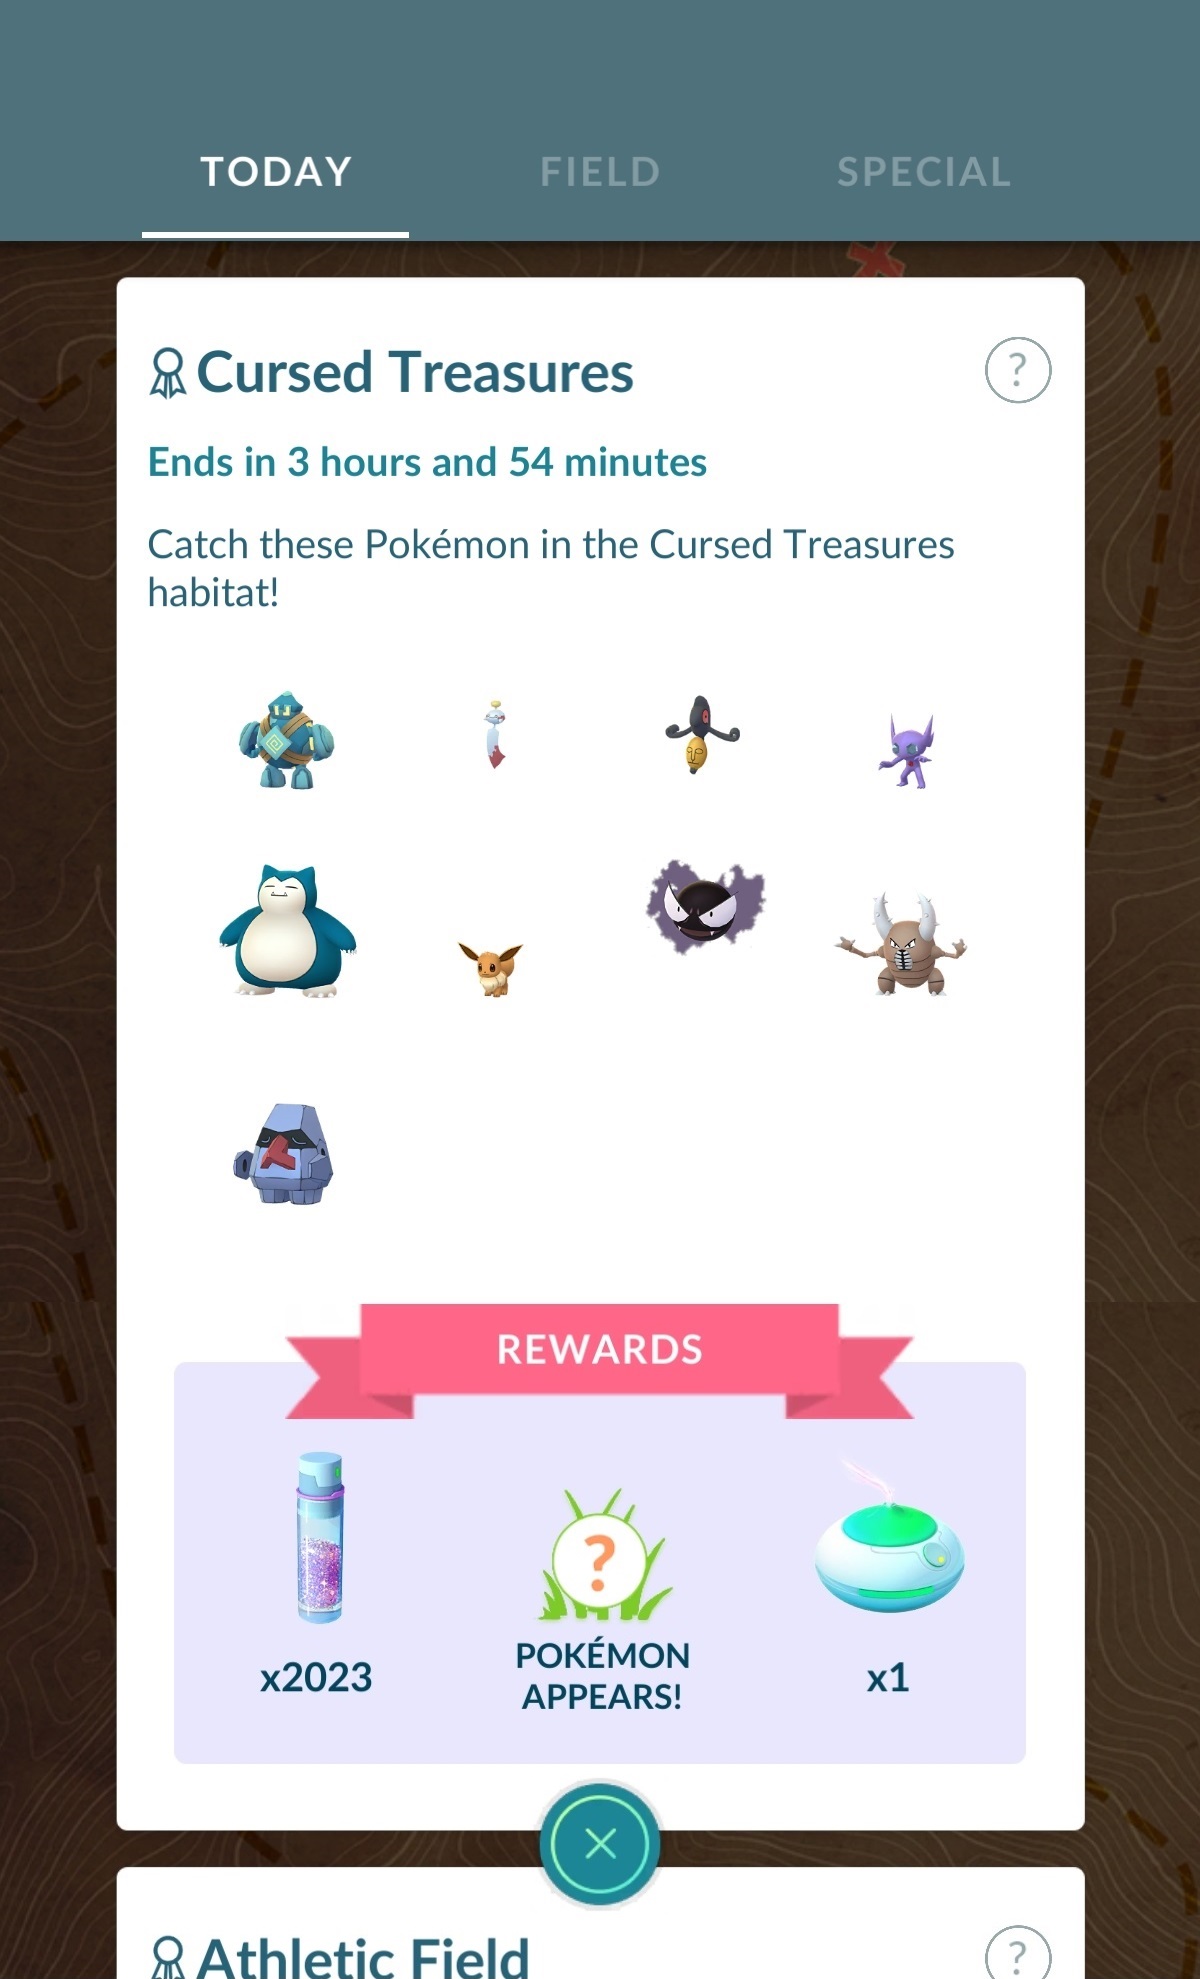 TODAY FIELD SPECIAL
Cursed Treasures ?
Ends in 3 hours and 54 minutes
Catch these Pokémon in the Cursed Treasures
habitat!
REWARDS
?
x2023
POKÉMON
APPEARS!
x1
Athletic Field ?